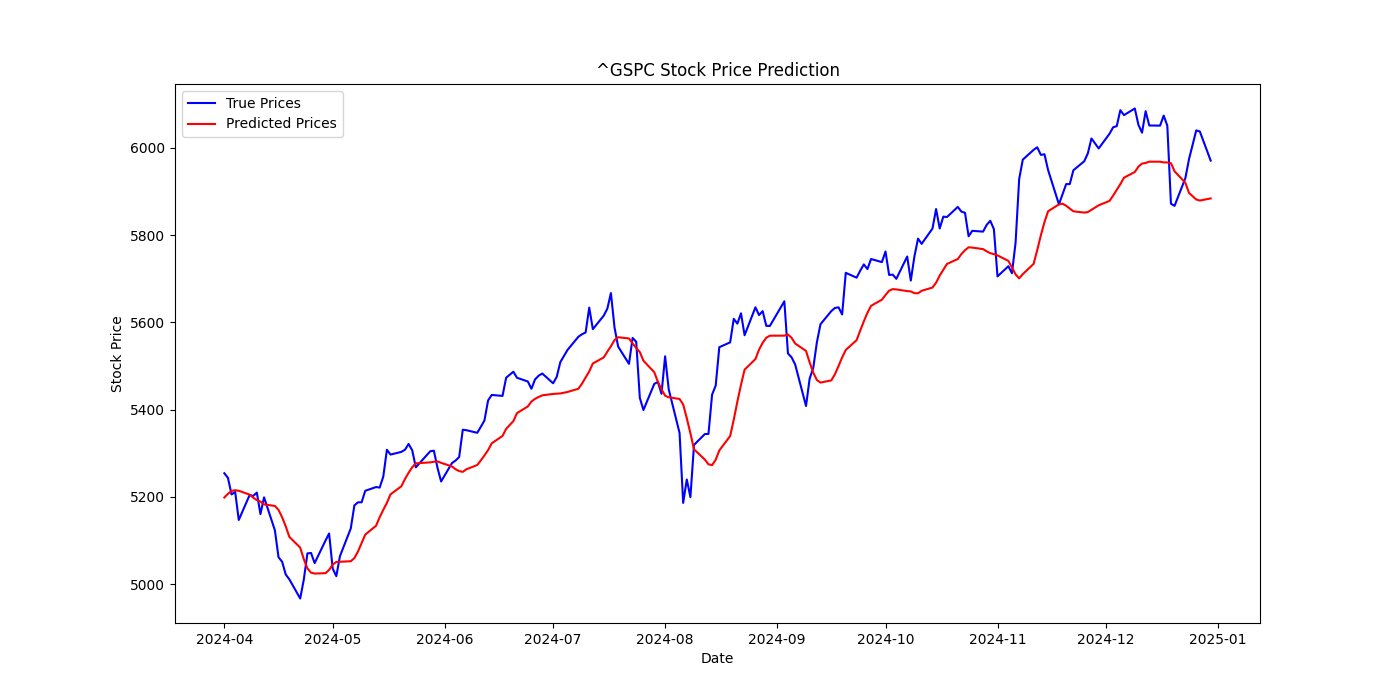 ^GSPC Stock Price Prediction
True Prices
Predicted Prices
6000
5800
5600
5400
5200
5000
Stock Price
2024-04 2024-05 2024-06 2024-07 2024-08 2024-09 2024-10 2024-11 2024-12 2025-01
Date